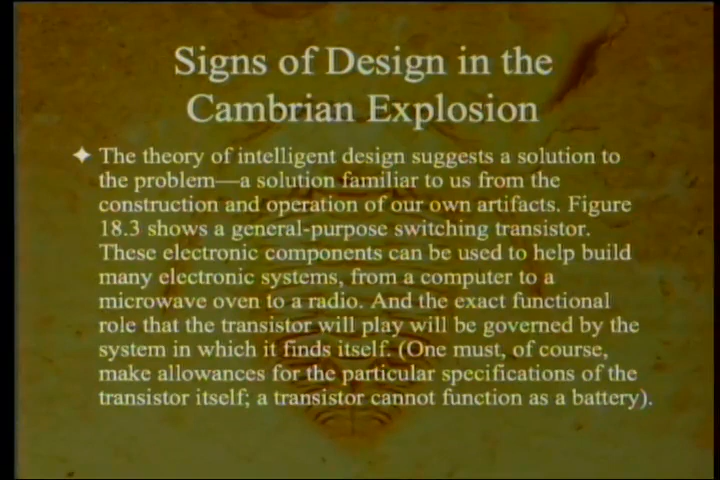 Signs of Design in the
Cambrian Explosion
The theory of intelligent design suggests a solution to
the problem—a solution familiar to us from the
construction and operation of our own artifacts. Figure
18.3 shows a general-purpose switching transistor.
These electronic components can be used to help build
many electronic systems, from a computer to a
microwave oven to a radio. And the exact functional
role that the transistor will play will be governed by the
system in which it finds itself. (One must, of course,
make allowances for the particular specifications of the
transistor itself; a transistor cannot function as a battery).